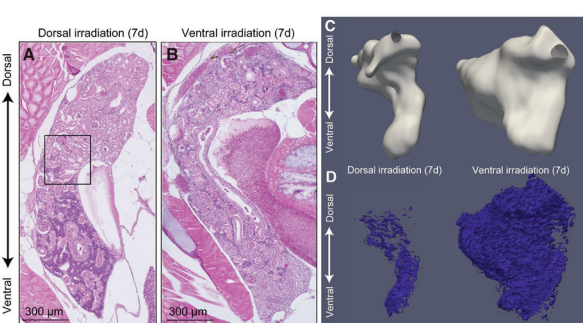 Dorsal irradiation (7d)
Ventral irradiation (7d)
A
B
C
D
Dorsal
Ventral
300 µm
300 µm
Dorsal
Ventral
Dorsal irradiation (7d)
Ventral irradiation (7d)
Dorsal
Ventral